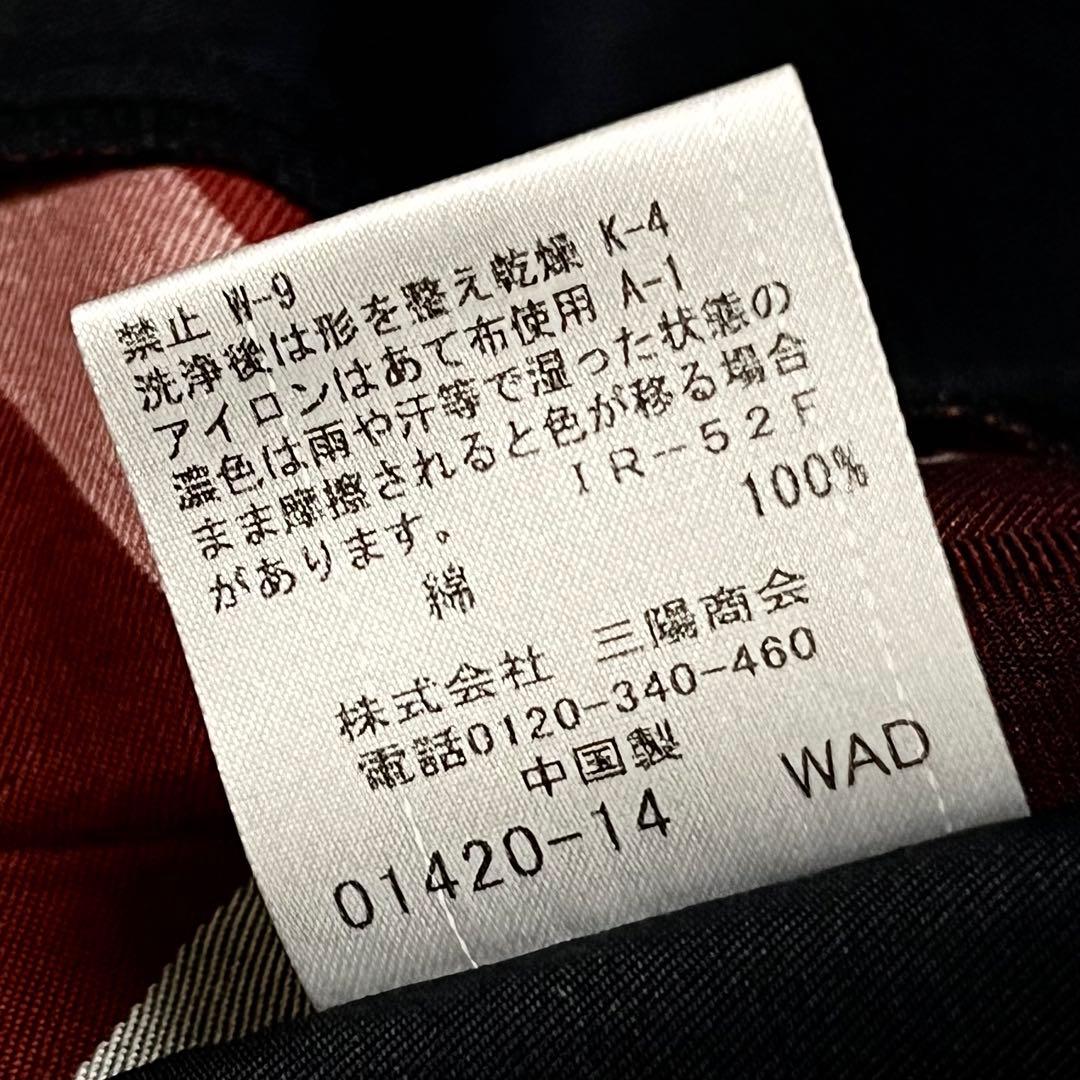 禁止 W-9
洗浄後は形を整え乾燥 K-4
アイロンはあて布使用 A-1
濃色は雨や汗等で湿った状態の
まま摩擦されると色が移る場合
があります。 IR-52F
綿 100%
株式会社 三陽商会
電話0120-340-460
中国製
01420-14 WAD